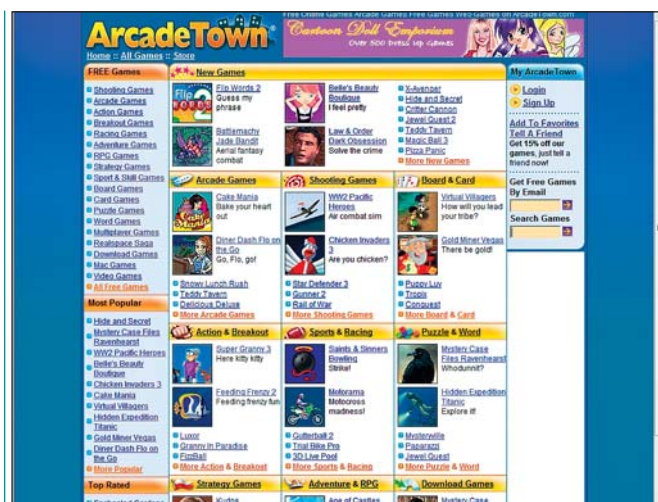 Free Online Games Arcade Games Free Games Web Games on ArcadeTown.com
ArcadeTown
Cartoon Doll Emporium
Over 500 Dress Up Games
Home :: All Games :: Store
FREE Games
Shooting Games
Arcade Games
Action Games
Breakout Games
Racing Games
Adventure Games
RPG Games
Strategy Games
Sport & Skill Games
Board Games
Card Games
Puzzle Games
Word Games
Multiplayer Games
Realspace Saga
Download Games
Mac Games
Video Games
All Free Games
Most Popular
Hide and Secret
Mystery Case Files
Ravenhearst
WW2 Pacific Heroes
Belle's Beauty
Boutique
Chicken Invaders 3
Cake Mania
Virtual Villagers
Hidden Expedition
Titanic
Gold Miner Vegas
Diner Dash Flo on
the Go
More Popular
Top Rated
New Games
Flip Words 2
Guess my
phrase
Battlemachy
Jade Bandit
Aerial fantasy
combat
Belle's Beauty
Boutique
I feel pretty
Law & Order
Dark Obsession
Solve the crime
X-Avenger
Hide and Secret
Critter Cannon
Jewel Quest 2
Teddy Tavern
Magic Ball 3
Pizza Panic
More New Games
Arcade Games
Cake Mania
Bake your heart
out
Diner Dash Flo on
the Go
Go, Flo, go!
Snowy Lunch Rush
Teddy Tavern
Delicious Deluxe
More Arcade Games
Shooting Games
WW2 Pacific
Heroes
Air combat sim
Chicken Invaders
3
Are you chicken?
Star Defender 3
Gunner 2
Rail of War
More Shooting Games
Board & Card
Virtual Villagers
How will you lead
your tribe?
Gold Miner Vegas
There be gold!
Puppy Luv
Tropix
Conquest
More Board & Card
Action & Breakout
Super Granny 3
Here kitty kitty
Feeding Frenzy 2
Feeding frenzy fun
Luxor
Granny In Paradise
FizzBall
More Action & Breakout
Sports & Racing
Saints & Sinners
Bowling
Strike!
Motorama
Motocross
madness!
Gutterball 2
Trial Bike Pro
3D Live Pool
More Sports & Racing
Puzzle & Word
Mystery Case
Files Ravenhearst
Whodunnit?
Hidden Expedition
Titanic
Explore it!
Mysteryville
Paparazzi
Jewel Quest
More Puzzle & Word
Strategy Games
Kudos
Adventure & RPG
Age of Castles
Download Games
Mystery Case
My ArcadeTown
Login
Sign Up
Add To Favorites
Tell A Friend
Get 15% off our
games, just tell a
friend now!
Get Free Games
By Email
Search Games